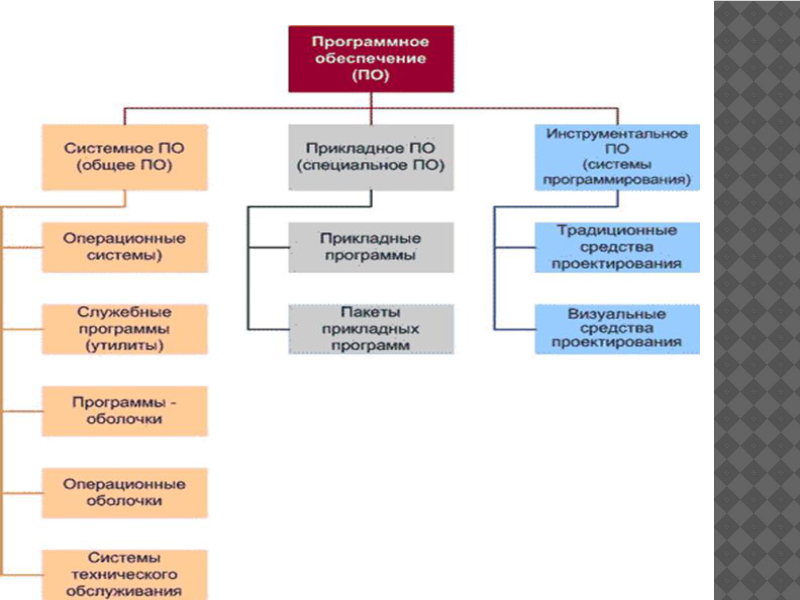 Программное
обеспечение
(ПО)
Системное ПО
(общее ПО)
Прикладное ПО
(специальное ПО)
Инструментальное
ПО
(системы
программирования)
Операционные
системы)
Служебные
программы
(утилиты)
Программы -
оболочки
Операционные
оболочки
Системы
технического
обслуживания
Прикладные
программы
Пакеты
прикладных
программ
Традиционные
средства
проектирования
Визуальные
средства
проектирования